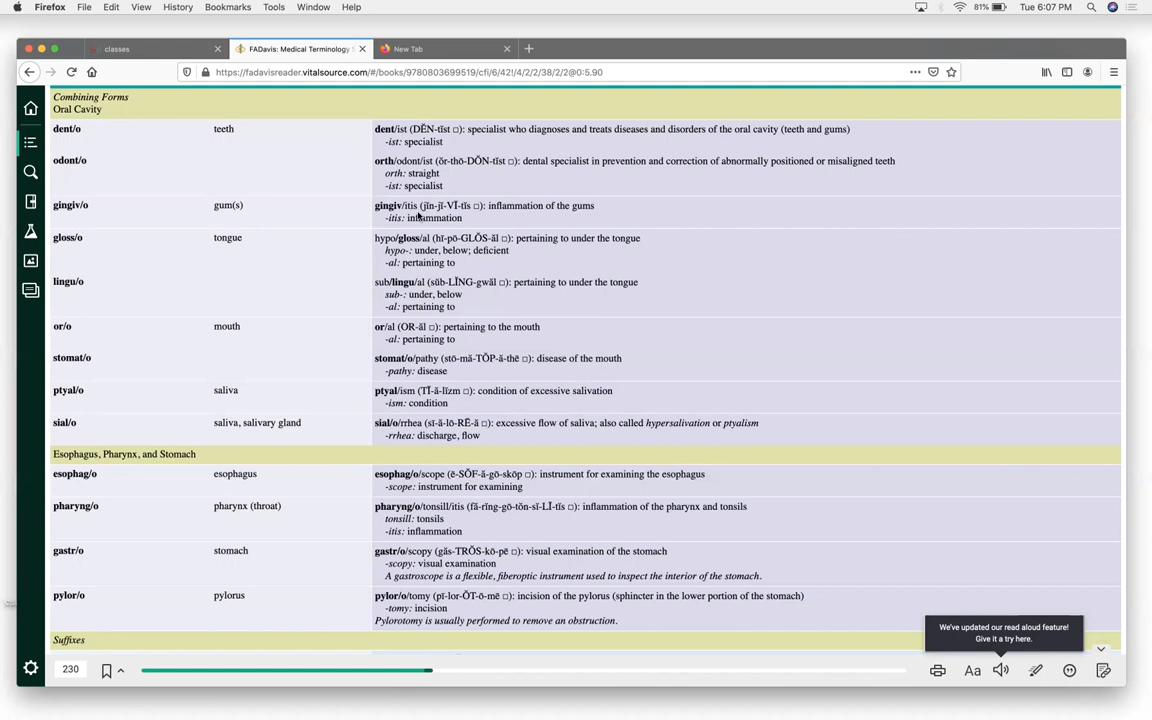 Firefox File Edit View History Bookmarks Tools Window Help 81% Tue 6:07 PM
classes FADavis: Medical Terminology New Tab
https://fadavisreader.vitalsource.com/#/books/9780803699519/cfi/6/42!/4/2/2/38/2/2@0:5.90
Combining Forms
Oral Cavity
dent/o teeth dent/ist (DĔN-tĭst □): specialist who diagnoses and treats diseases and disorders of the oral cavity (teeth and gums)
-ist: specialist
odont/o orth/odont/ist (ŏr-thō-DŎN-tĭst □): dental specialist in prevention and correction of abnormally positioned or misaligned teeth
orth: straight
-ist: specialist
gingiv/o gum(s) gingiv/itis (jĭn-jĭ-VĪ-tĭs □): inflammation of the gums
-itis: inflammation
gloss/o tongue hypo/gloss/al (hī-pō-GLŎS-ăl □): pertaining to under the tongue
hypo-: under, below; deficient
-al: pertaining to
lingu/o sub/lingu/al (sŭb-LĬNG-gwăl □): pertaining to under the tongue
sub-: under, below
-al: pertaining to
or/o mouth or/al (OR-ăl □): pertaining to the mouth
-al: pertaining to
stomat/o stomat/o/pathy (stō-mă-TŎP-ă-thē □): disease of the mouth
-pathy: disease
ptyal/o saliva ptyal/ism (TĪ-ă-lĭzm □): condition of excessive salivation
-ism: condition
sial/o saliva, salivary gland sial/o/rrhea (sī-ă-lō-RĒ-ă □): excessive flow of saliva; also called hypersalivation or ptyalism
-rrhea: discharge, flow
Esophagus, Pharynx, and Stomach
esophag/o esophagus esophag/o/scope (ē-SŎF-ă-gō-skōp □): instrument for examining the esophagus
-scope: instrument for examining
pharyng/o pharynx (throat) pharyng/o/tonsill/itis (fă-rĭng-gō-tŏn-sĭ-LĪ-tĭs □): inflammation of the pharynx and tonsils
tonsill: tonsils
-itis: inflammation
gastr/o stomach gastr/o/scopy (găs-TRŎS-kō-pē □): visual examination of the stomach
-scopy: visual examination
A gastroscope is a flexible, fiberoptic instrument used to inspect the interior of the stomach.
pylor/o pylorus pylor/o/tomy (pī-lor-ŎT-ō-mē □): incision of the pylorus (sphincter in the lower portion of the stomach)
-tomy: incision
Pylorotomy is usually performed to remove an obstruction.
Suffixes
We've updated our read aloud feature!
Give it a try here.
230 Aa